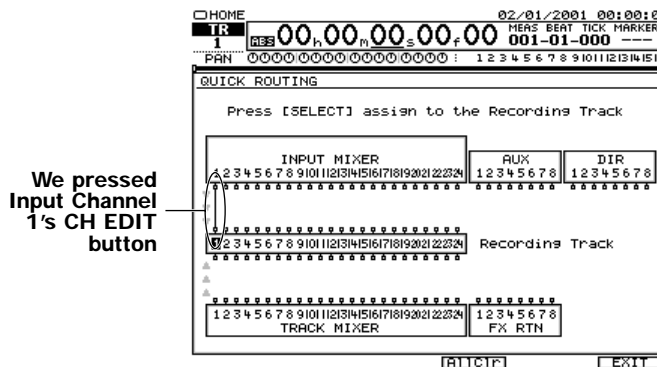 HOME 02/01/2001 00:00:0
TR 1 ABS 00h00m00s00f00 MEAS BEAT TICK MARKER
001-01-000 ---
PAN 1 2 3 4 5 6 7 8 9 10 11 12 13 14 15
QUICK ROUTING
Press [SELECT] assign to the Recording Track
INPUT MIXER AUX DIR
1 2 3 4 5 6 7 8 9 10 11 12 13 14 15 16 17 18 19 20 21 22 23 24 1 2 3 4 5 6 7 8 1 2 3 4 5 6 7 8
We pressed
Input Channel
1's CH EDIT
button
1 2 3 4 5 6 7 8 9 10 11 12 13 14 15 16 17 18 19 20 21 22 23 24 Recording Track
1 2 3 4 5 6 7 8 9 10 11 12 13 14 15 16 17 18 19 20 21 22 23 24 1 2 3 4 5 6 7 8
TRACK MIXER FX RTN
AllClr EXIT